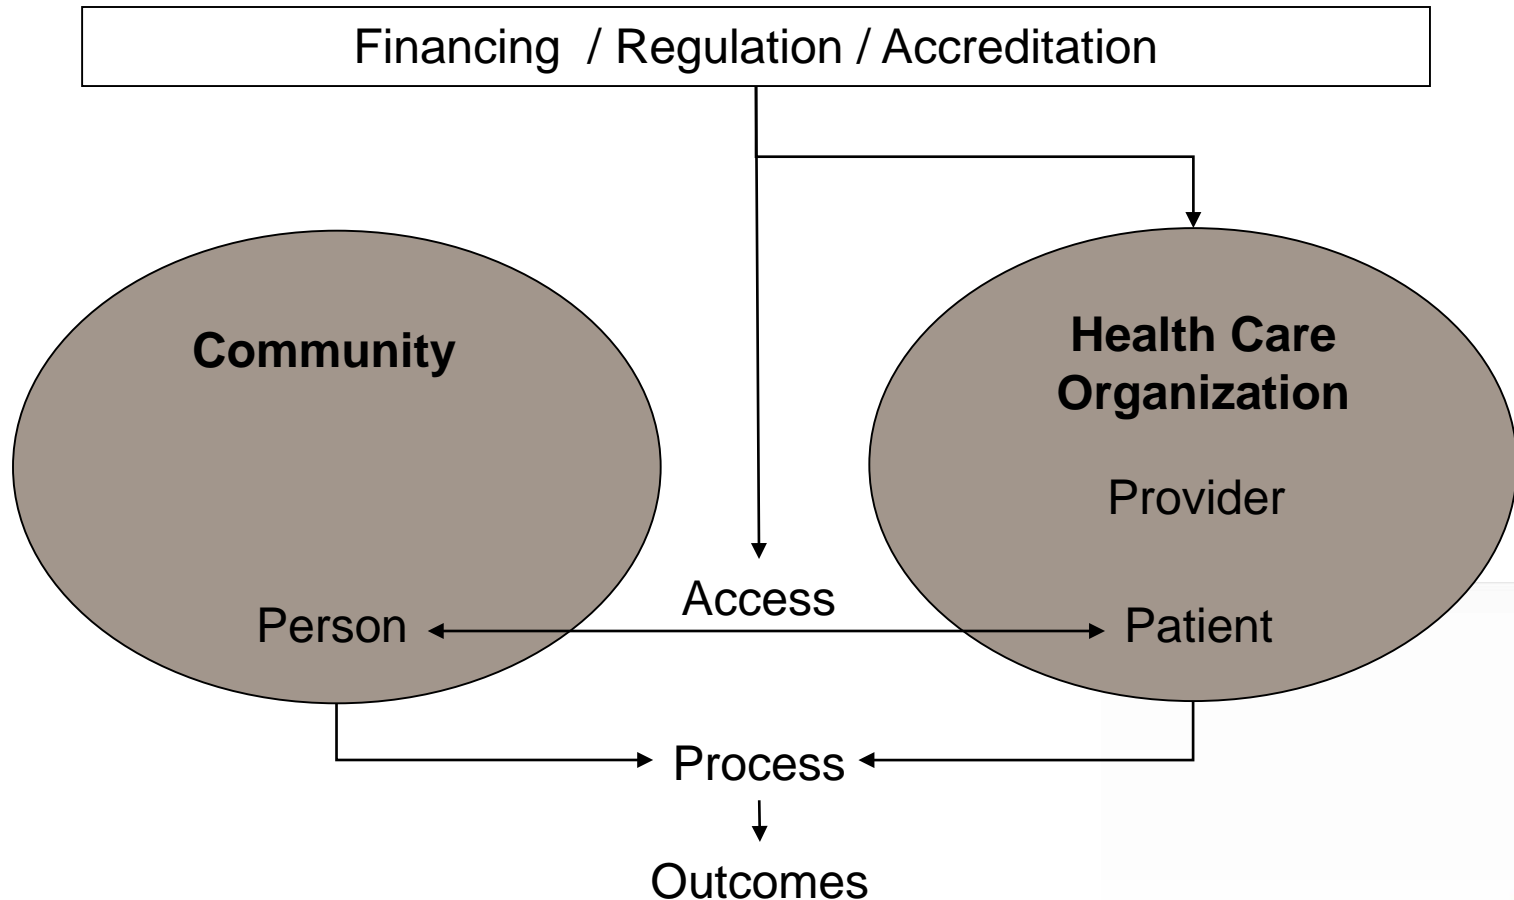 Financing / Regulation / Accreditation
Community
Health Care
Organization
Provider
Access
Person
Patient
Process
Outcomes